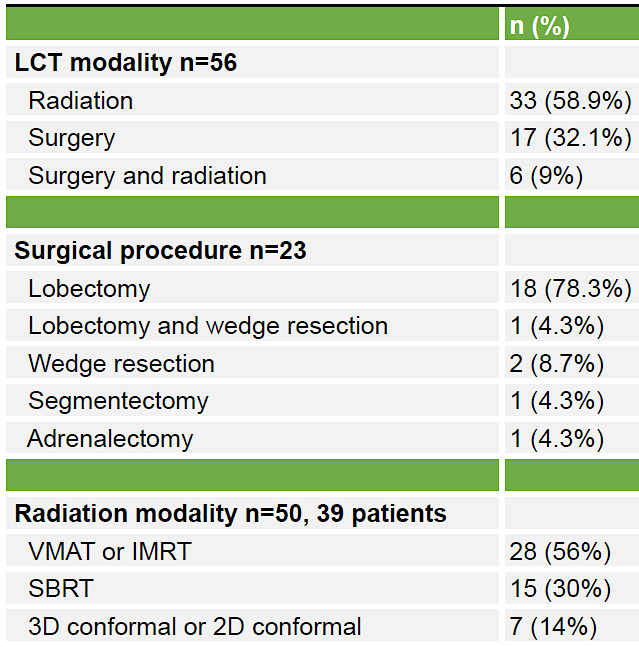 n (%)
LCT modality n=56
Radiation 33 (58.9%)
Surgery 17 (32.1%)
Surgery and radiation 6 (9%)
Surgical procedure n=23
Lobectomy 18 (78.3%)
Lobectomy and wedge resection 1 (4.3%)
Wedge resection 2 (8.7%)
Segmentectomy 1 (4.3%)
Adrenalectomy 1 (4.3%)
Radiation modality n=50, 39 patients
VMAT or IMRT 28 (56%)
SBRT 15 (30%)
3D conformal or 2D conformal 7 (14%)